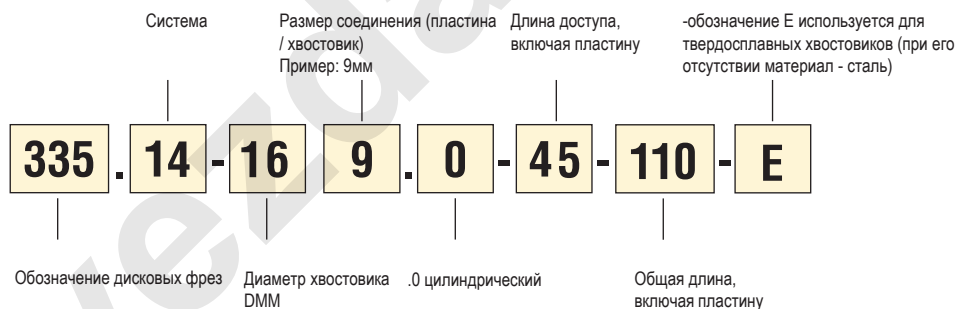 Система
Размер соединения (пластина
/ хвостовик)
Пример: 9мм
Длина доступа,
включая пластину
-обозначение E используется для
твердосплавных хвостовиков (при его
отсутствии материал - сталь)
335.14-16 9.0-45-110-E
Обозначение дисковых фрез
Диаметр хвостовика
DMM
.0 цилиндрический
Общая длина,
включая пластину